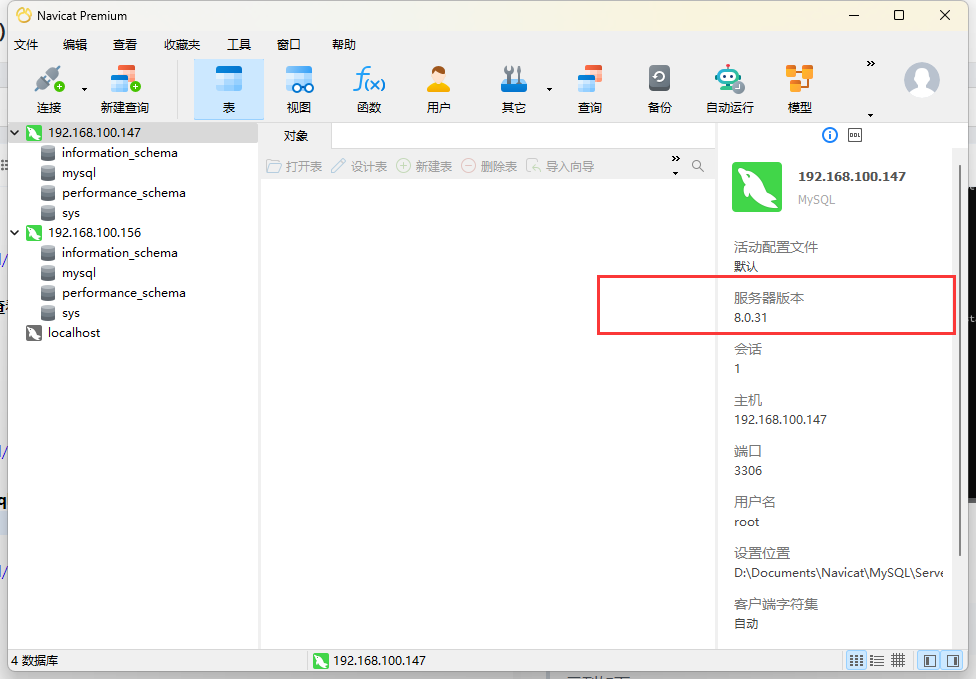 Navicat Premium
文件 编辑 查看 收藏夹 工具 窗口 帮助
连接 新建查询 表 视图 函数 用户 其它 查询 备份 自动运行 模型
192.168.100.147
information_schema
mysql
performance_schema
sys
192.168.100.156
information_schema
mysql
performance_schema
sys
localhost
对象
打开表 设计表 新建表 删除表 导入向导
DDL
192.168.100.147
MySQL
活动配置文件
默认
服务器版本
8.0.31
会话
1
主机
192.168.100.147
端口
3306
用户名
root
设置位置
D:\Documents\Navicat\MySQL\Serve
客户端字符集
自动
4 数据库
192.168.100.147